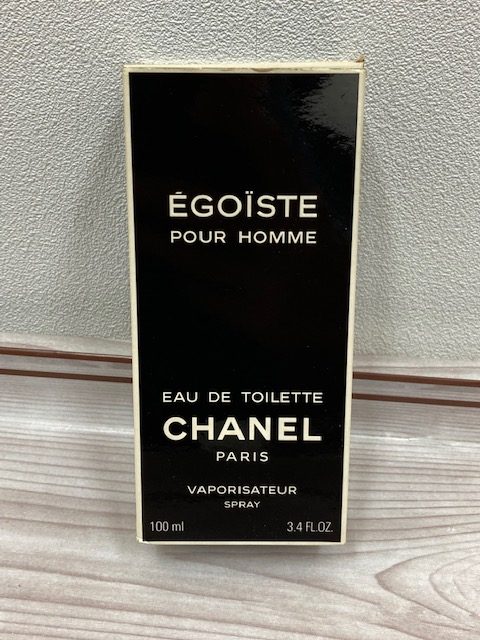 ÉGOÏSTE
POUR HOMME
EAU DE TOILETTE
CHANEL
PARIS
VAPORISATEUR
SPRAY
100 ml 3.4 FL.OZ.